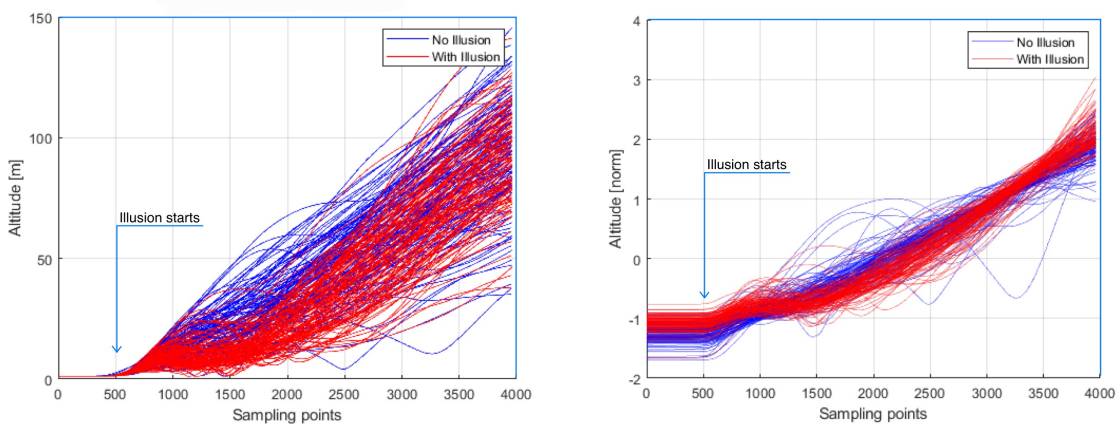 150
100
50
0
Altitude [m]
No Illusion
With Illusion
Illusion starts
0 500 1000 1500 2000 2500 3000 3500 4000
Sampling points
4
3
2
1
0
-1
-2
Altitude [norm]
No Illusion
With Illusion
Illusion starts
0 500 1000 1500 2000 2500 3000 3500 4000
Sampling points